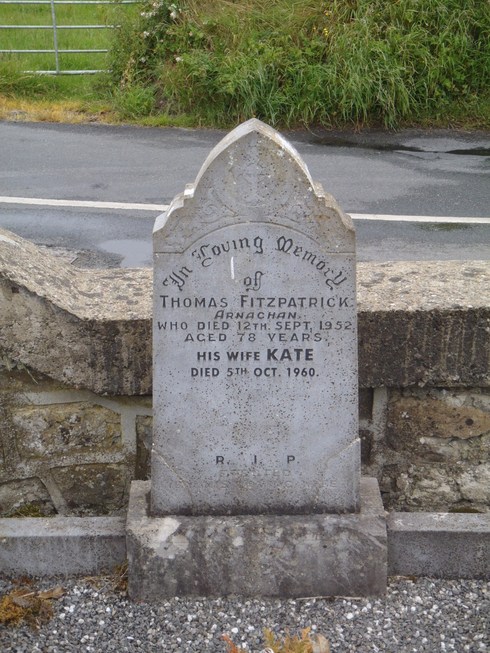 In Loving Memory
of
THOMAS FITZPATRICK
ARNAGHAN.
WHO DIED 12TH. SEPT, 1952.
AGED 78 YEARS.
HIS WIFE KATE
DIED 5TH OCT. 1960.
R. I. P.